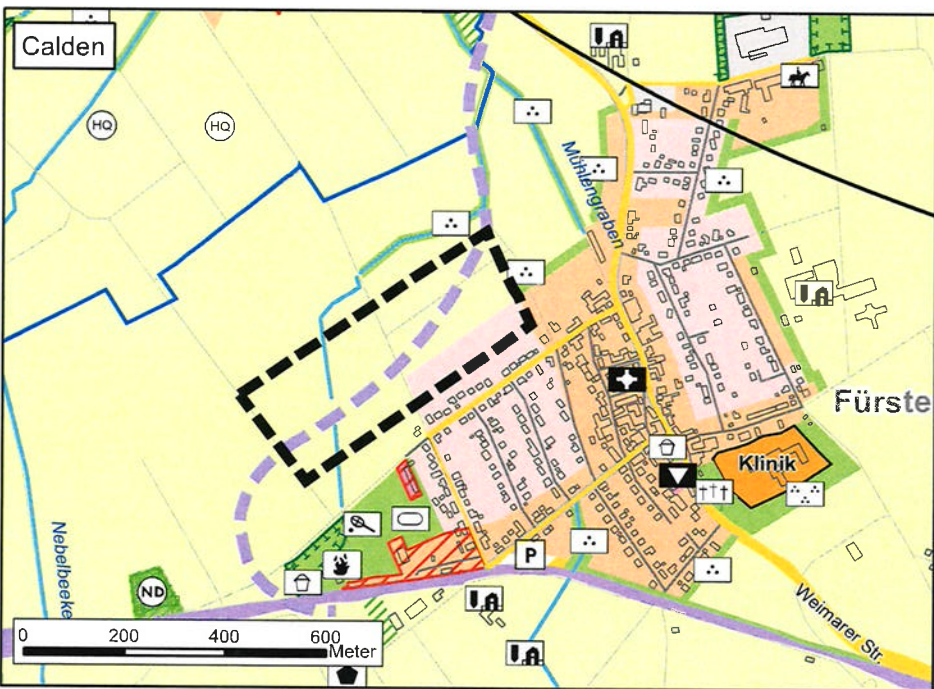 Calden
HQ
HQ
Mühlengraben
Fürste
Klinik
Nebelbeeke
ND
P
Weimarer Str.
0 200 400 600
Meter